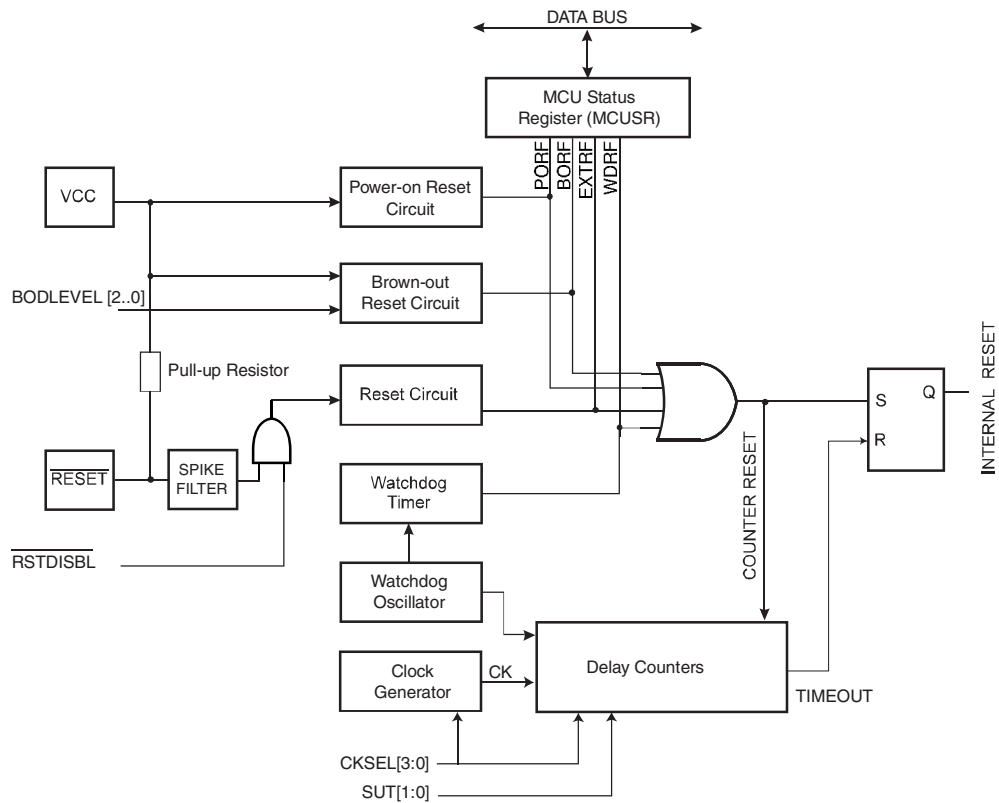 DATA BUS
MCU Status
Register (MCUSR)
PORF
BORF
EXTRF
WDRF
VCC
Power-on Reset
Circuit
BODLEVEL [2..0]
Brown-out
Reset Circuit
Pull-up Resistor
Reset Circuit
S
Q
R
INTERNAL RESET
RESET
SPIKE
FILTER
Watchdog
Timer
COUNTER RESET
RSTDISBL
Watchdog
Oscillator
Clock
Generator
CK
Delay Counters
TIMEOUT
CKSEL[3:0]
SUT[1:0]